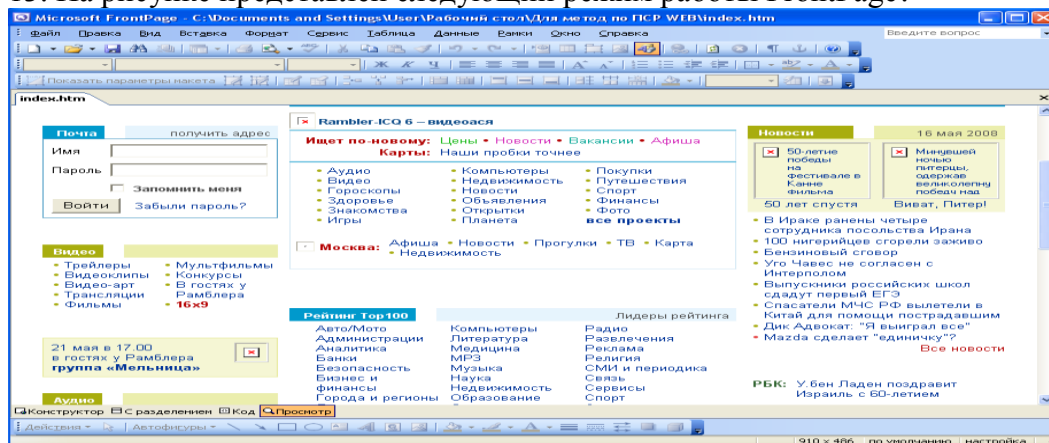 13. На рисунке представлен следующий режим работы FrontPage:
Microsoft FrontPage - C:\Documents and Settings\User\Рабочий стол\Для метод по ПСР WEB\index.htm
Файл Правка Вид Вставка Формат Сервис Таблица Данные Рамки Окно Справка Введите вопрос
Ж К Ч
Показать параметры макета
index.htm
Почта получить адрес
Имя
Пароль
Запомнить меня
Войти Забыли пароль?
Видео
• Трейлеры • Мультфильмы
• Видеоклипы • Конкурсы
• Видео-арт • В гостях у
• Трансляции Рамблера
• Фильмы • 16x9
21 мая в 17.00
в гостях у Рамблера
группа «Мельница»
Аудио
Rambler-ICQ 6 – видеоася
Ищет по-новому: Цены • Новости • Вакансии • Афиша
Карты: Наши пробки точнее
• Аудио • Компьютеры • Покупки
• Видео • Недвижимость • Путешествия
• Гороскопы • Новости • Спорт
• Здоровье • Объявления • Финансы
• Знакомства • Открытки • Фото
• Игры • Планета все проекты
Москва: Афиша • Новости • Прогулки • ТВ • Карта
• Недвижимость
Рейтинг Top100 Лидеры рейтинга
Авто/Мото Компьютеры Радио
Администрации Литература Развлечения
Аналитика Медицина Реклама
Банки MP3 Религия
Безопасность Музыка СМИ и периодика
Бизнес и Наука Связь
финансы Недвижимость Сервисы
Города и регионы Образование Спорт
Новости 16 мая 2008
50-летие
победы
на
фестивале в
Канне
фильма
50 лет спустя
Минувшей
ночью
питерцы,
одержав
великолепну
победу над
Виват, Питер!
• В Ираке ранены четыре
сотрудника посольства Ирана
• 100 нигерийцев сгорели заживо
• Бензиновый сговор
• Уго Чавес не согласен с
Интерполом
• Выпускники российских школ
сдадут первый ЕГЭ
• Спасатели МЧС РФ вылетели в
Китай для помощи пострадавшим
• Дик Адвокат: "Я выиграл все"
• Mazda сделает "единичку"?
Все новости
РБК: У.бен Ладен поздравит
Израиль с 60-летием
Конструктор С разделением Код Просмотр
Действия Автофигуры
910 × 486 по умолчанию настройка